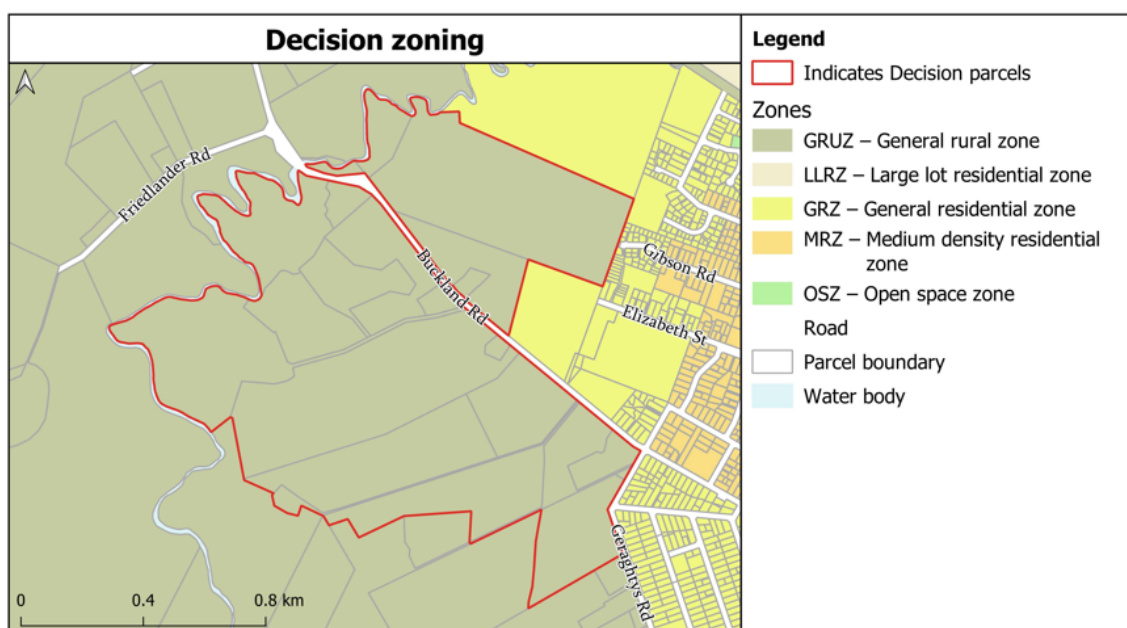 Decision zoning
Friedlander Rd
Buckland Rd
Gibson Rd
Elizabeth St
Geraghtys Rd
0 0.4 0.8 km
Legend
Indicates Decision parcels
Zones
GRUZ – General rural zone
LLRZ – Large lot residential zone
GRZ – General residential zone
MRZ – Medium density residential
zone
OSZ – Open space zone
Road
Parcel boundary
Water body